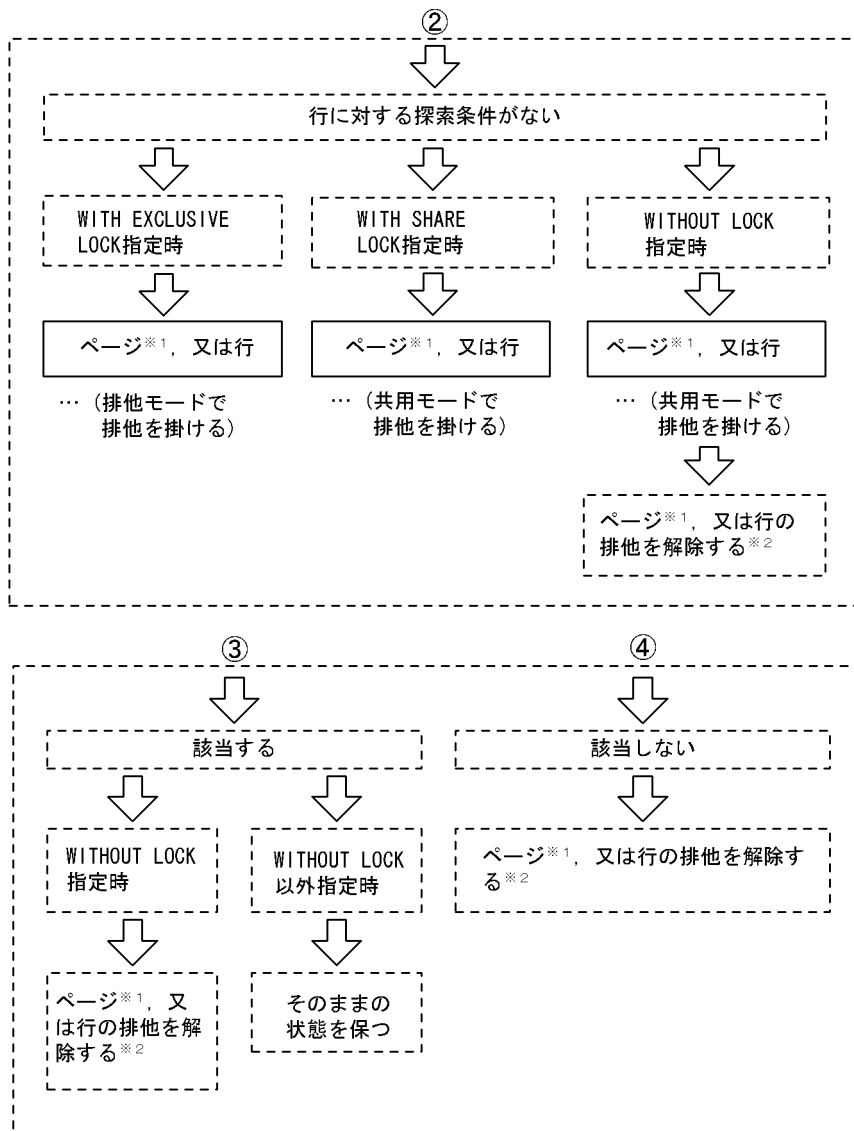 ②
行に対する探索条件がない
WITH EXCLUSIVE
LOCK指定時
WITH SHARE
LOCK指定時
WITHOUT LOCK
指定時
ページ※1，又は行
ページ※1，又は行
ページ※1，又は行
…（排他モードで
排他を掛ける）
…（共用モードで
排他を掛ける）
…（共用モードで
排他を掛ける）
ページ※1，又は行の
排他を解除する※2
③
④
該当する
該当しない
WITHOUT LOCK
指定時
WITHOUT LOCK
以外指定時
ページ※1，又は行の排他を解除す
る※2
ページ※1，又
は行の排他を解
除する※2
そのままの
状態を保つ